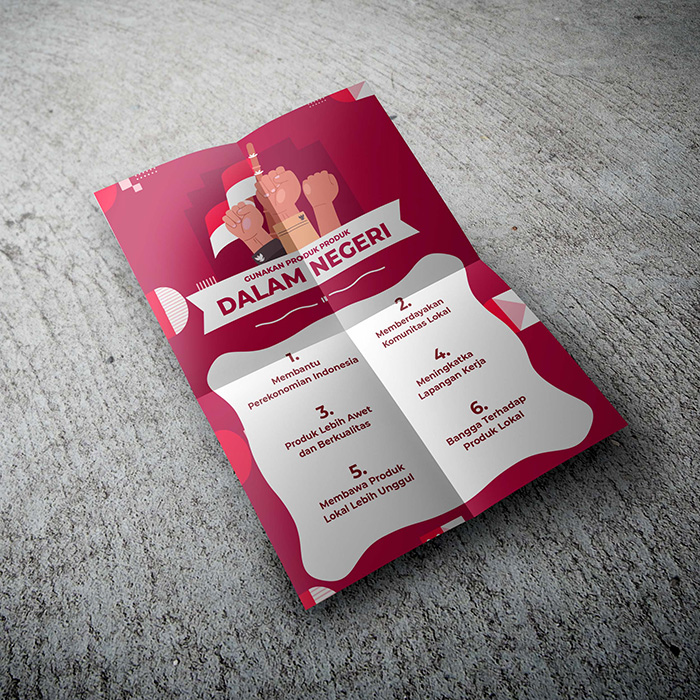 GUNAKAN PRODUK PRODUK
DALAM NEGERI
1.
Membantu
Perekonomian Indonesia
2.
Memberdayakan
Komunitas Lokal
3.
Produk Lebih Awet
dan Berkualitas
4.
Meningkatka
Lapangan Kerja
5.
Membawa Produk
Lokal Lebih Unggul
6.
Bangga Terhadap
Produk Lokal